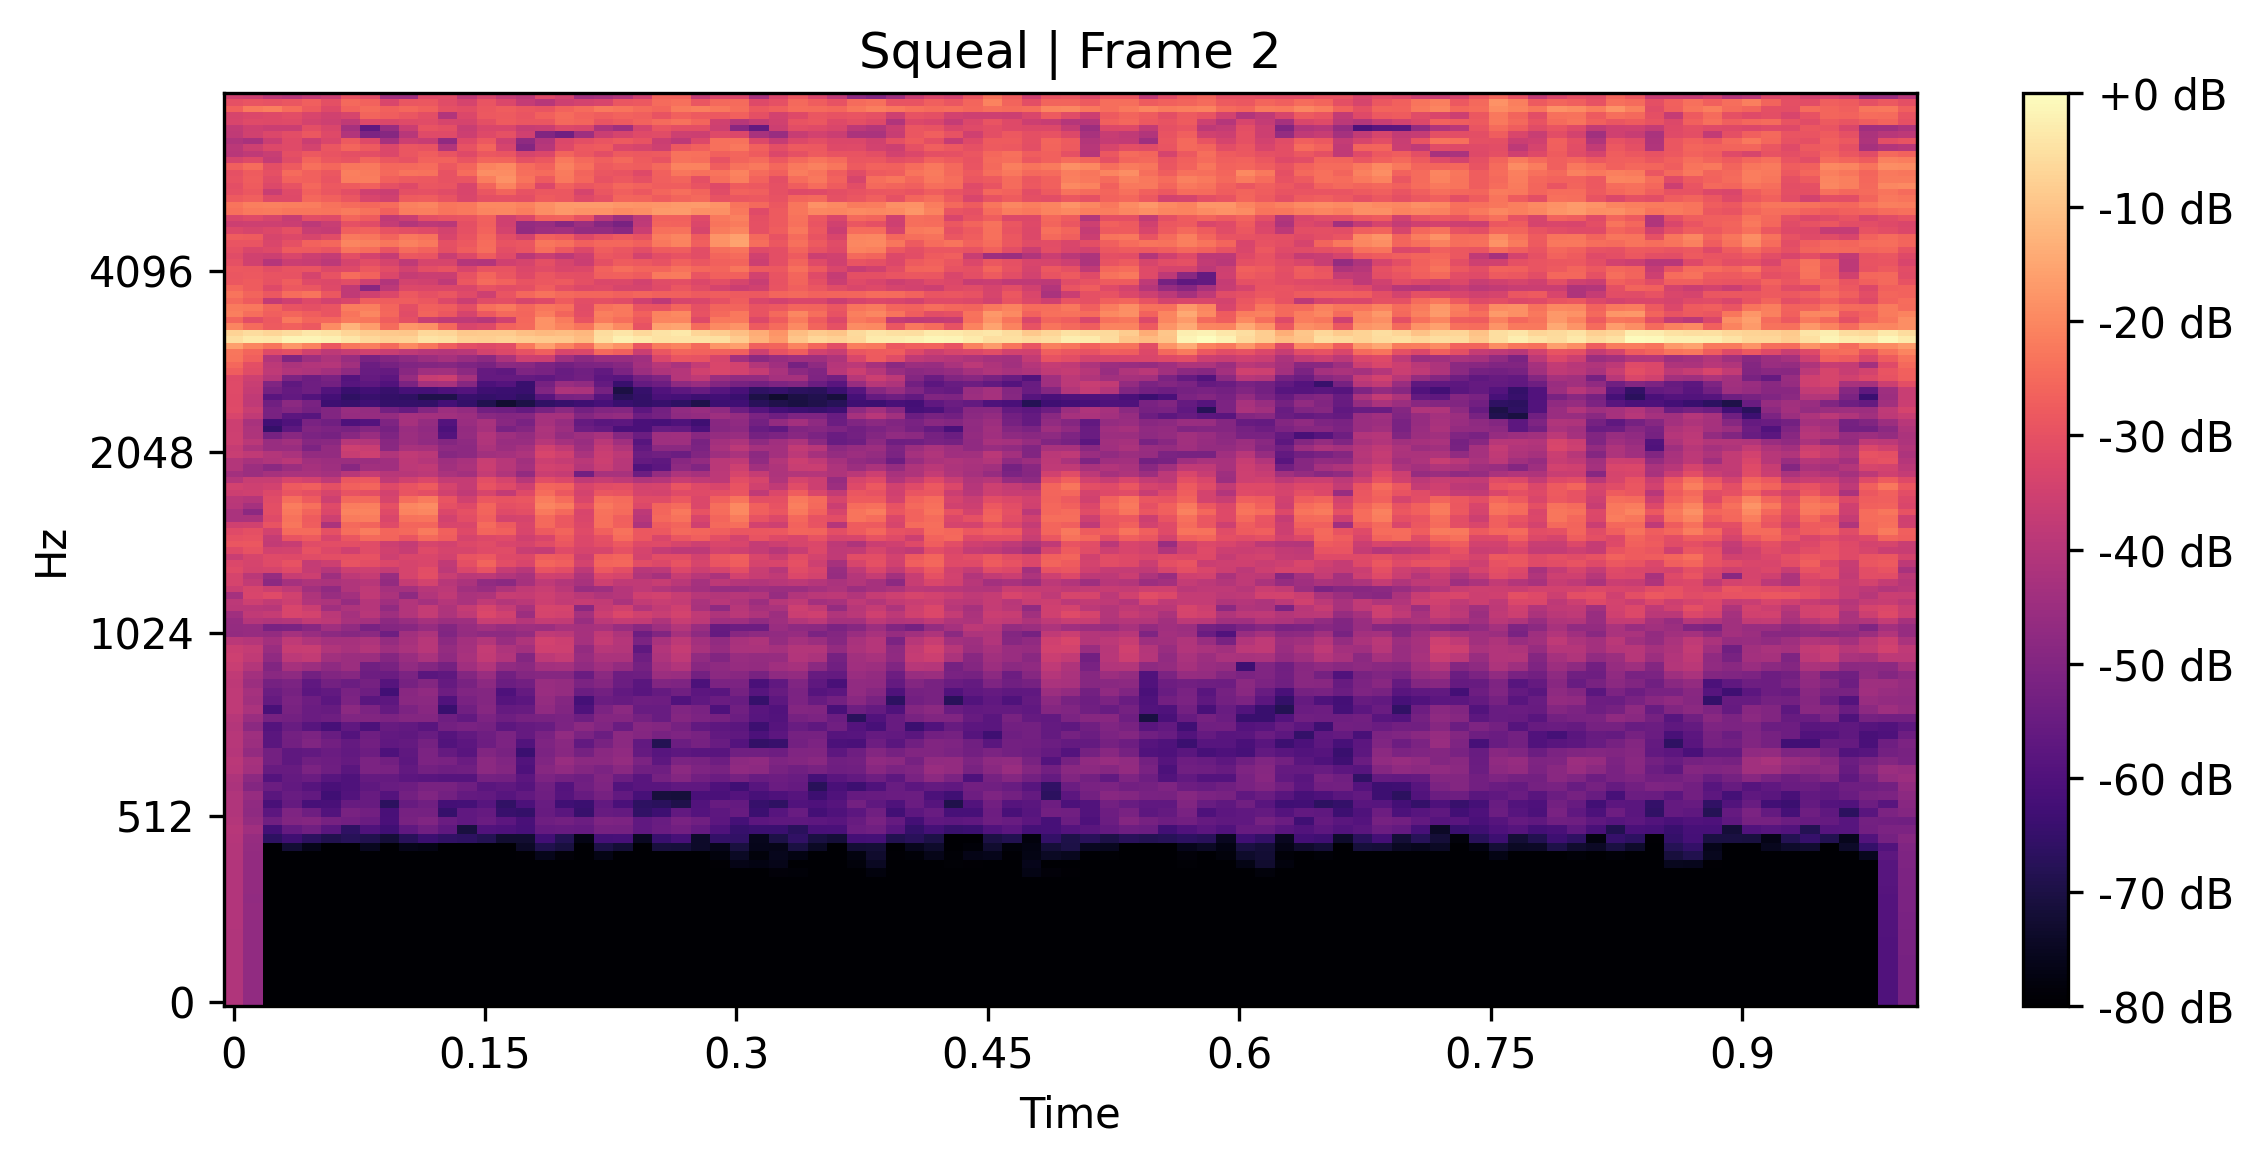 Squeal | Frame 2
+0 dB
-10 dB
-20 dB
-30 dB
-40 dB
-50 dB
-60 dB
-70 dB
-80 dB
4096
2048
1024
512
0
Hz
0 0.15 0.3 0.45 0.6 0.75 0.9
Time